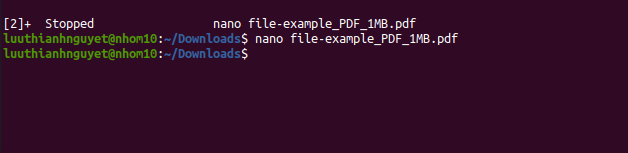 [2]+  Stopped                 nano file-example_PDF_1MB.pdf
luuthianhnguyet@nhom10:~/Downloads$ nano file-example_PDF_1MB.pdf
luuthianhnguyet@nhom10:~/Downloads$